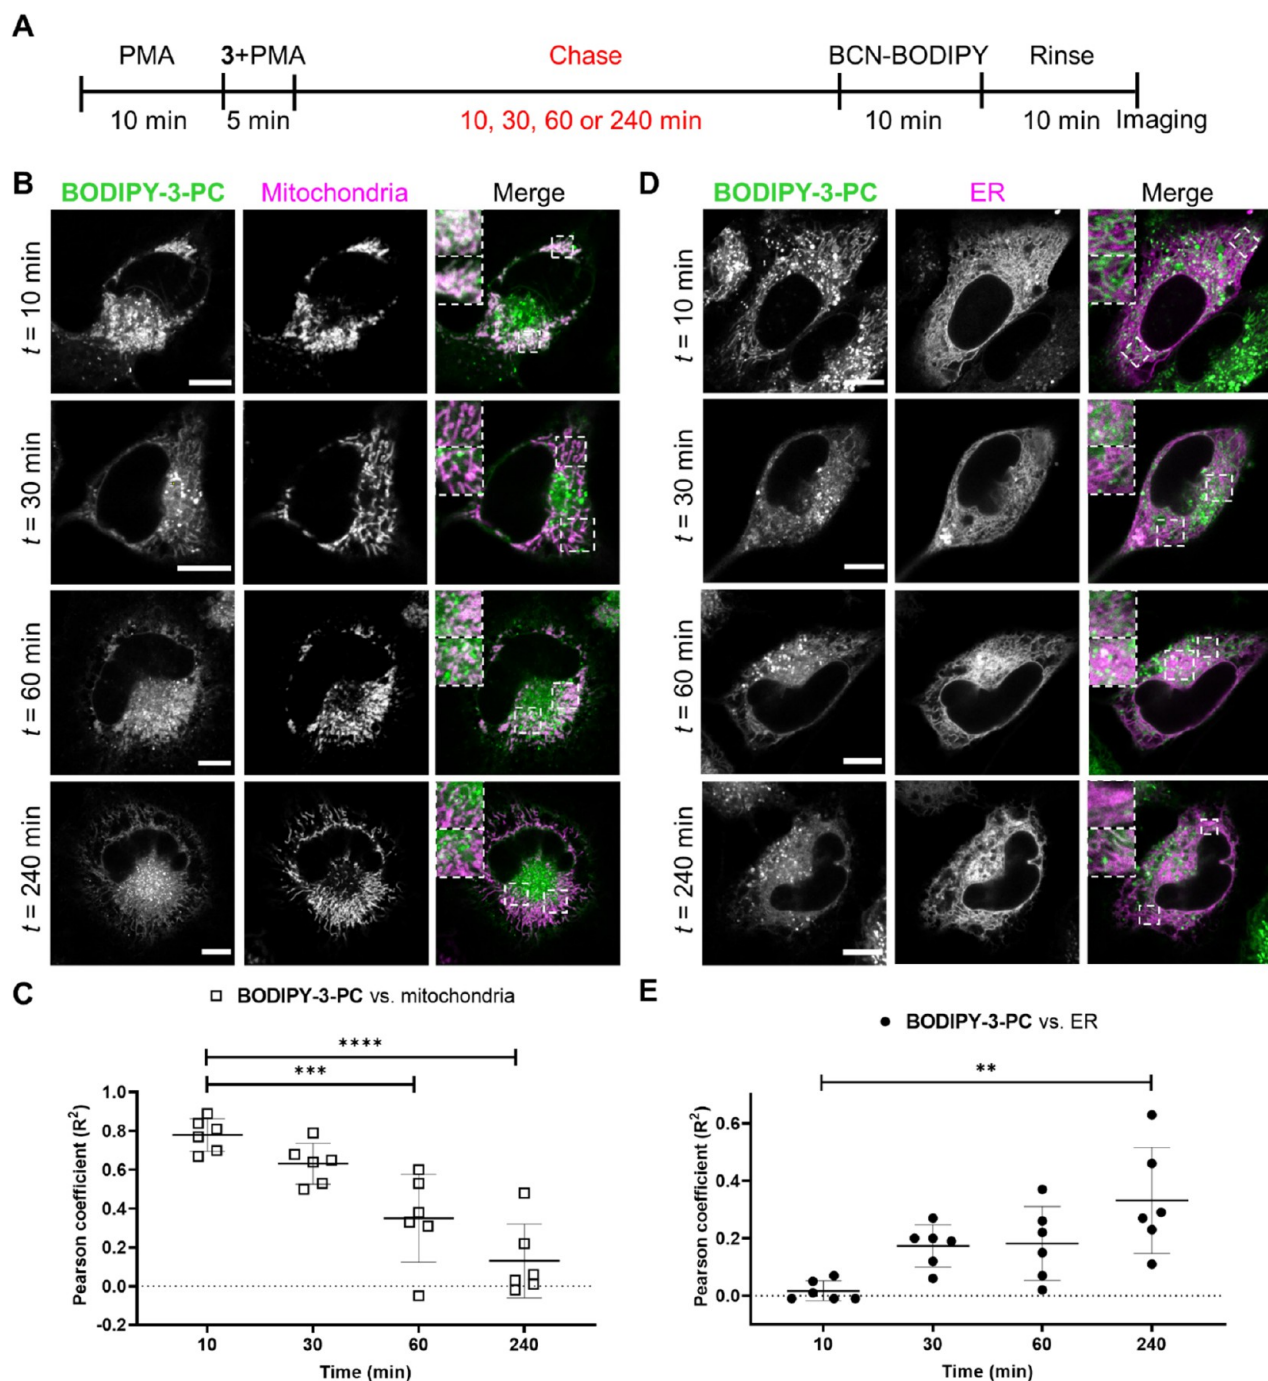 A
PMA 3+PMA Chase BCN-BODIPY Rinse
10 min 5 min 10, 30, 60 or 240 min 10 min 10 min Imaging
B BODIPY-3-PC Mitochondria Merge
t = 10 min
t = 30 min
t = 60 min
t = 240 min
D BODIPY-3-PC ER Merge
t = 10 min
t = 30 min
t = 60 min
t = 240 min
C
BODIPY-3-PC vs. mitochondria
****
***
Pearson coefficient (R²)
1.0
0.8
0.6
0.4
0.2
0.0
-0.2
10 30 60 240
Time (min)
E
BODIPY-3-PC vs. ER
**
Pearson coefficient (R²)
0.6
0.4
0.2
0.0
10 30 60 240
Time (min)